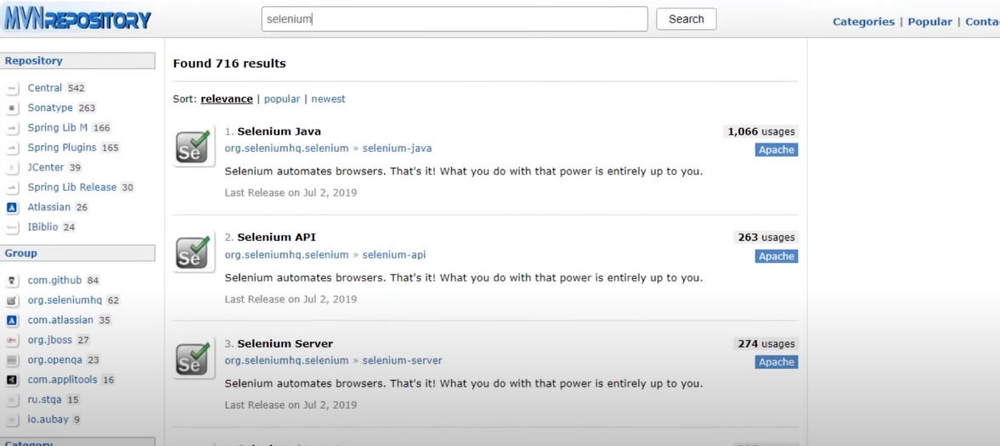 MVNREPOSITORY
selenium
Search
Categories | Popular | Conta
Repository
Central 542
Sonatype 263
Spring Lib M 166
Spring Plugins 165
JCenter 39
Spring Lib Release 30
Atlassian 26
IBiblio 24
Group
com.github 84
org.seleniumhq 62
com.atlassian 35
org.jboss 27
org.openqa 23
com.applitools 16
ru.stqa 15
io.aubay 9
Category
Found 716 results
Sort: relevance | popular | newest
1. Selenium Java
1,066 usages
org.seleniumhq.selenium » selenium-java
Apache
Selenium automates browsers. That's it! What you do with that power is entirely up to you.
Last Release on Jul 2, 2019
2. Selenium API
263 usages
org.seleniumhq.selenium » selenium-api
Apache
Selenium automates browsers. That's it! What you do with that power is entirely up to you.
Last Release on Jul 2, 2019
3. Selenium Server
274 usages
org.seleniumhq.selenium » selenium-server
Apache
Selenium automates browsers. That's it! What you do with that power is entirely up to you.
Last Release on Jul 2, 2019